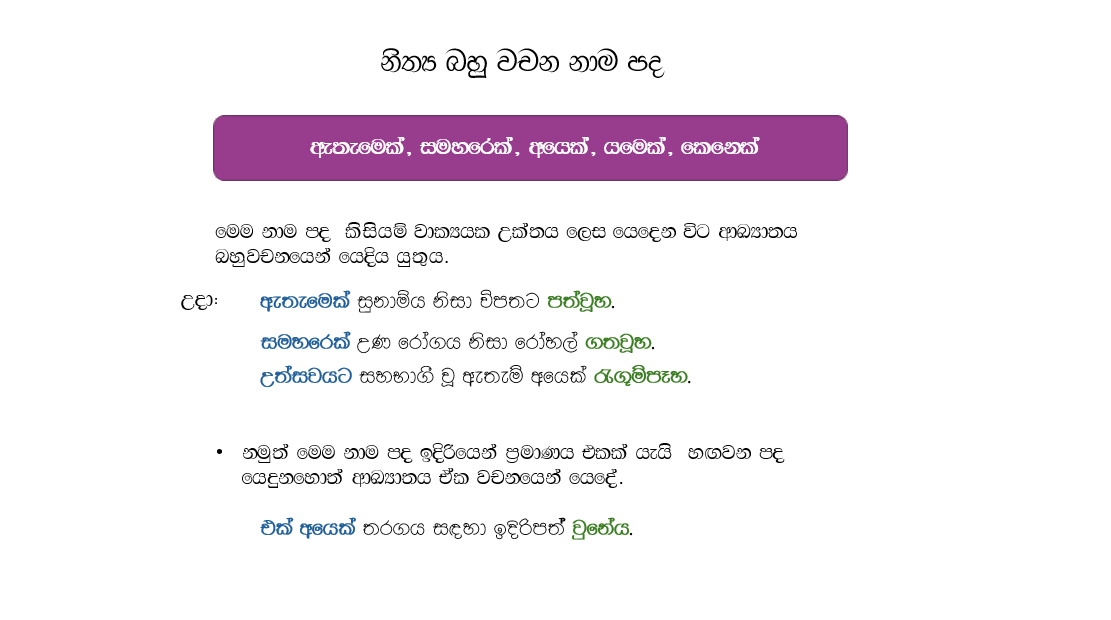 නිත්‍ය බහු වචන නාම පද
ඇතැමෙක්, සමහරෙක්, අයෙක්, යමෙක්, කෙනෙක්
මෙම නාම පද කිසියම් වාක්‍යයක උක්තය ලෙස යෙදෙන විට ආඛ්‍යාතය
බහුවචනයෙන් යෙදිය යුතුය.
උදා: ඇතැමෙක් සුනාමිය නිසා විපතට පත්වූහ.
සමහරෙක් උණ රෝගය නිසා රෝහල් ගතවූහ.
උත්සවයට සහභාගී වූ ඇතැම් අයෙක් රැඟුම්පෑහ.
• නමුත් මෙම නාම පද ඉදිරියෙන් ප්‍රමාණය එකක් යැයි හඟවන පද
යෙදුනහොත් ආඛ්‍යාතය ඒක වචනයෙන් යෙදේ.
එක් අයෙක් තරගය සඳහා ඉදිරිපත් වුනේය.